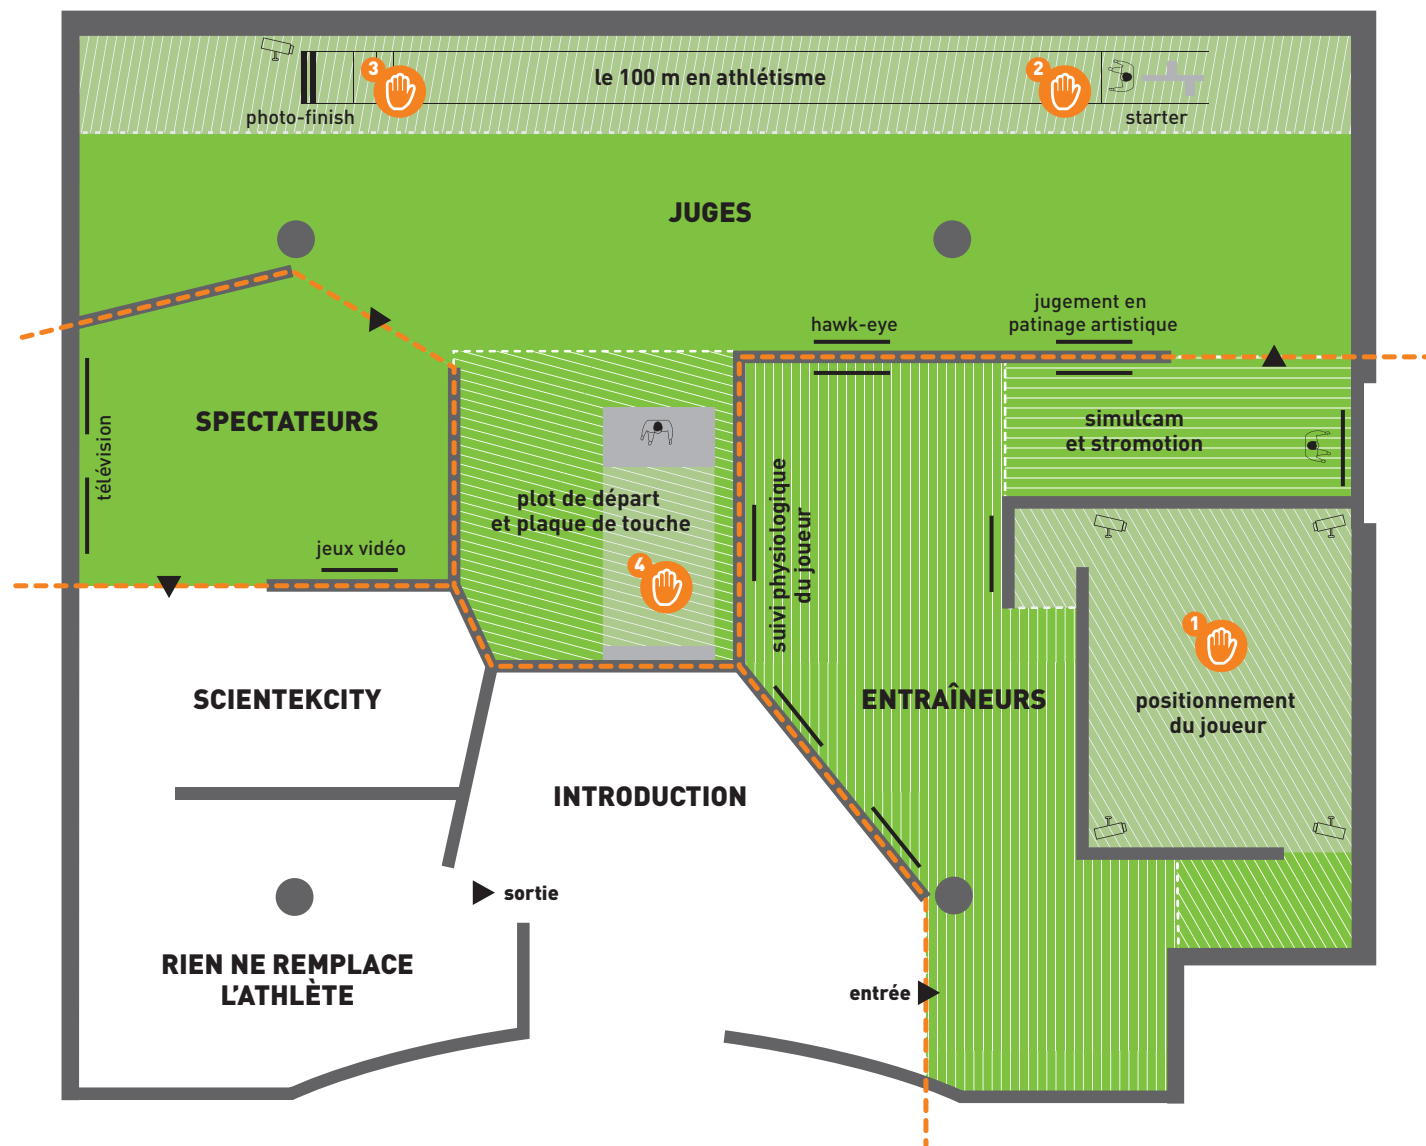 3
le 100 m en athlétisme
2
photo-finish
starter
JUGES
hawk-eye
jugement en
patinage artistique
SPECTATEURS
télévision
simulcam
et stromotion
plot de départ
et plaque de touche
suivi physiologique
du joueur
jeux vidéo
4
1
SCIENTEKCITY
ENTRAÎNEURS
positionnement
du joueur
INTRODUCTION
sortie
RIEN NE REMPLACE
L'ATHLÈTE
entrée